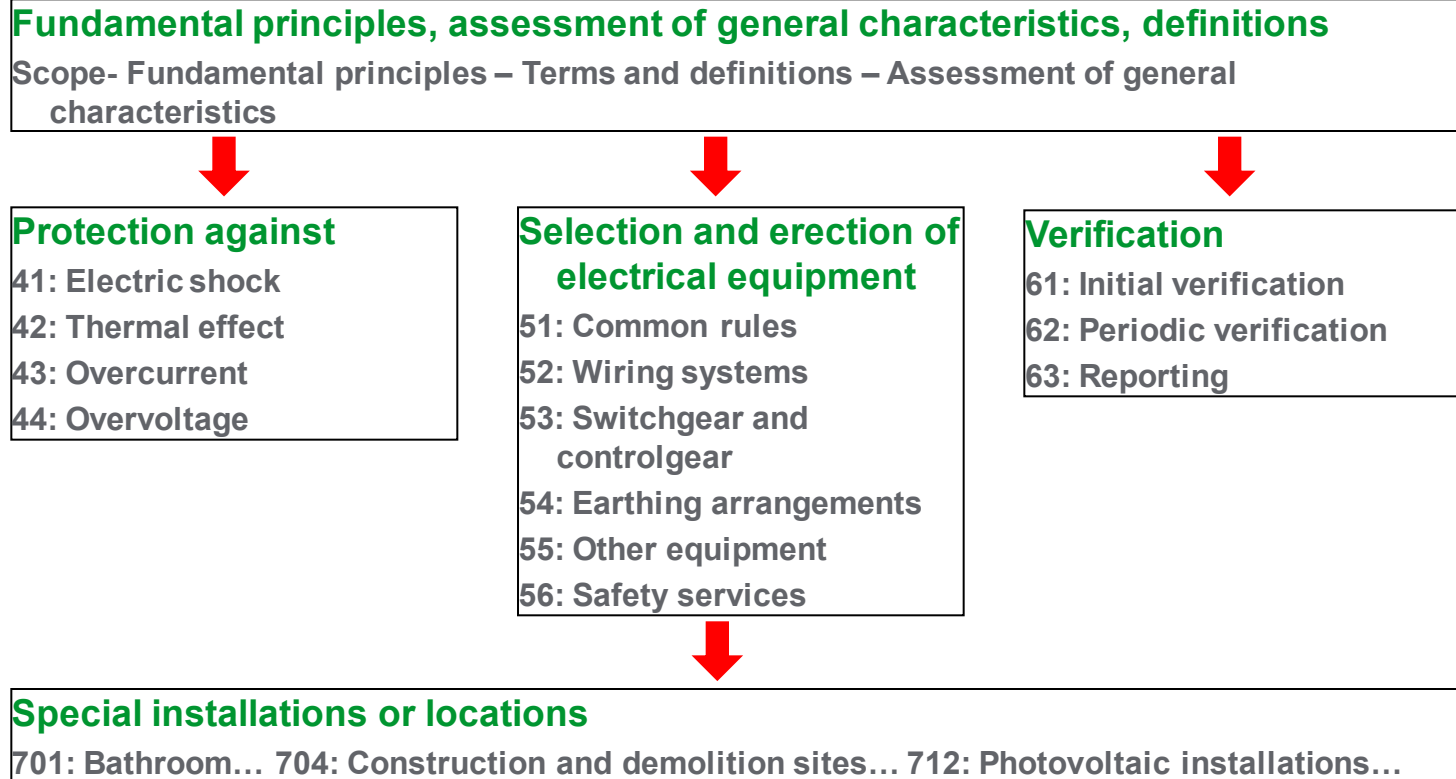 Fundamental principles, assessment of general characteristics, definitions
Scope- Fundamental principles – Terms and definitions – Assessment of general
characteristics
Protection against
41: Electric shock
42: Thermal effect
43: Overcurrent
44: Overvoltage
Selection and erection of
electrical equipment
51: Common rules
52: Wiring systems
53: Switchgear and
controlgear
54: Earthing arrangements
55: Other equipment
56: Safety services
Verification
61: Initial verification
62: Periodic verification
63: Reporting
Special installations or locations
701: Bathroom… 704: Construction and demolition sites… 712: Photovoltaic installations…